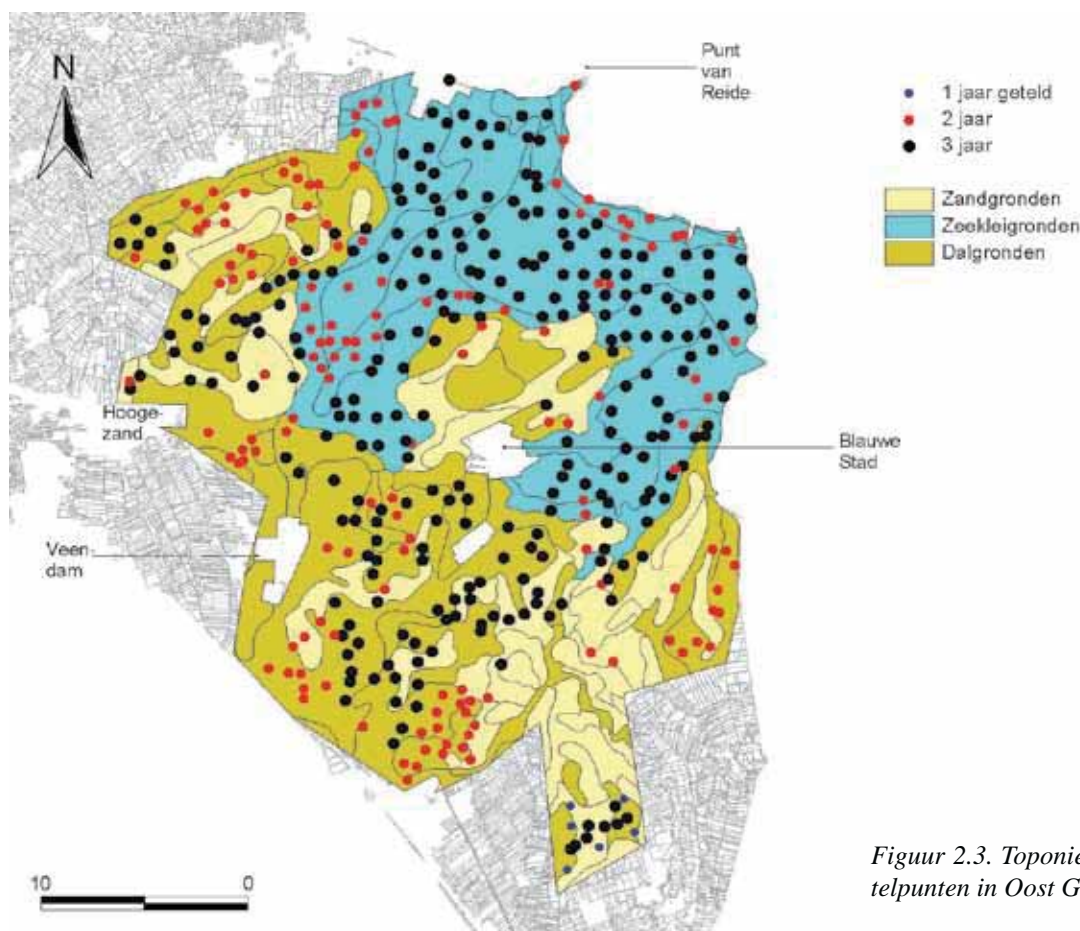 N
Punt
van
Reide
1 jaar geteld
2 jaar
3 jaar
Zandgronden
Zeekleigronden
Dalgronden
Hooge-
zand
Blauwe
Stad
Veen-
dam
10 0
Figuur 2.3. Toponie
telpunten in Oost G